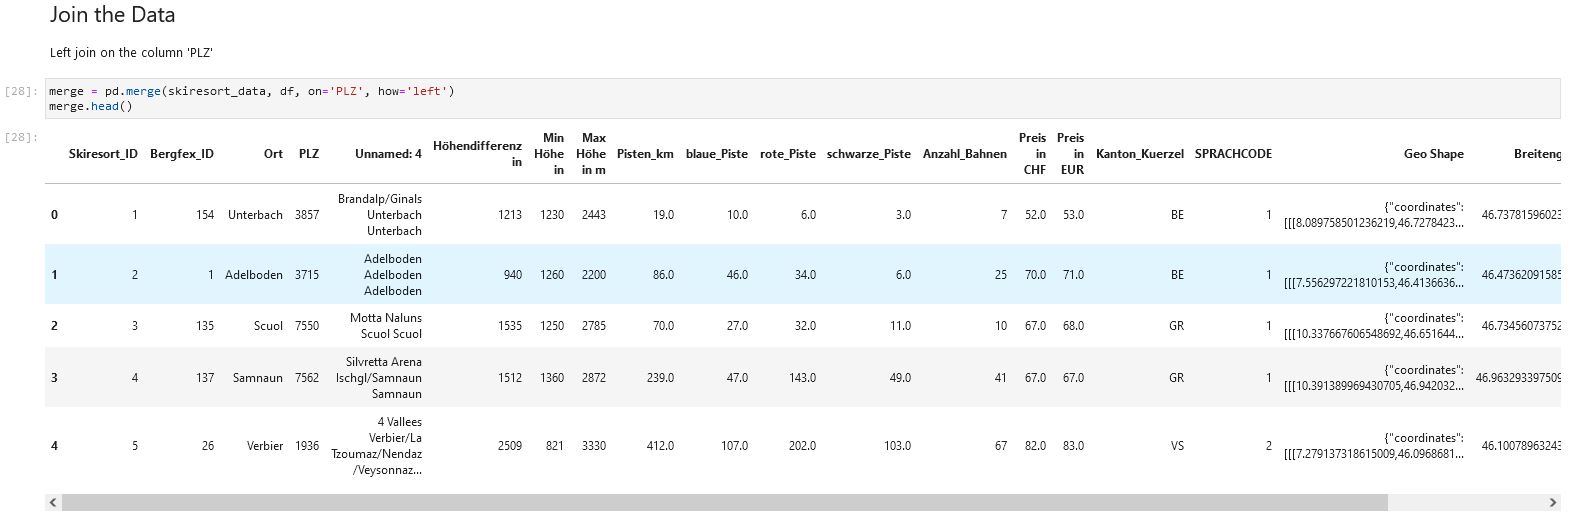 Join the Data
Left join on the column 'PLZ'
[28]: merge = pd.merge(skiresort_data, df, on='PLZ', how='left')
merge.head()
[28]:
Skiresort_ID Bergfex_ID Ort PLZ Unnamed: 4 Höhendifferenz in Min Höhe in Max Höhe in m Pisten_km blaue_Piste rote_Piste schwarze_Piste Anzahl_Bahnen Preis in CHF Preis in EUR Kanton_Kuerzel SPRACHCODE Geo Shape Breiteng
0 1 154 Unterbach 3857 Brandalp/Ginals Unterbach Unterbach 1213 1230 2443 19.0 10.0 6.0 3.0 7 52.0 53.0 BE 1 {"coordinates": [[[8.089758501236219,46.7278423... 46.73781596023
1 2 1 Adelboden 3715 Adelboden Adelboden Adelboden 940 1260 2200 86.0 46.0 34.0 6.0 25 70.0 71.0 BE 1 {"coordinates": [[[7.556297221810153,46.4136636... 46.47362091585
2 3 135 Scuol 7550 Motta Naluns Scuol Scuol 1535 1250 2785 70.0 27.0 32.0 11.0 10 67.0 68.0 GR 1 {"coordinates": [[[10.337667606548692,46.651644... 46.73456073752
3 4 137 Samnaun 7562 Silvretta Arena Ischgl/Samnaun Samnaun 1512 1360 2872 239.0 47.0 143.0 49.0 41 67.0 67.0 GR 1 {"coordinates": [[[10.391389969430705,46.942032... 46.963293397509
4 5 26 Verbier 1936 4 Vallees Verbier/La Tzoumaz/Nendaz /Veysonnaz... 2509 821 3330 412.0 107.0 202.0 103.0 67 82.0 83.0 VS 2 {"coordinates": [[[7.279137318615009,46.0968681... 46.10078963243